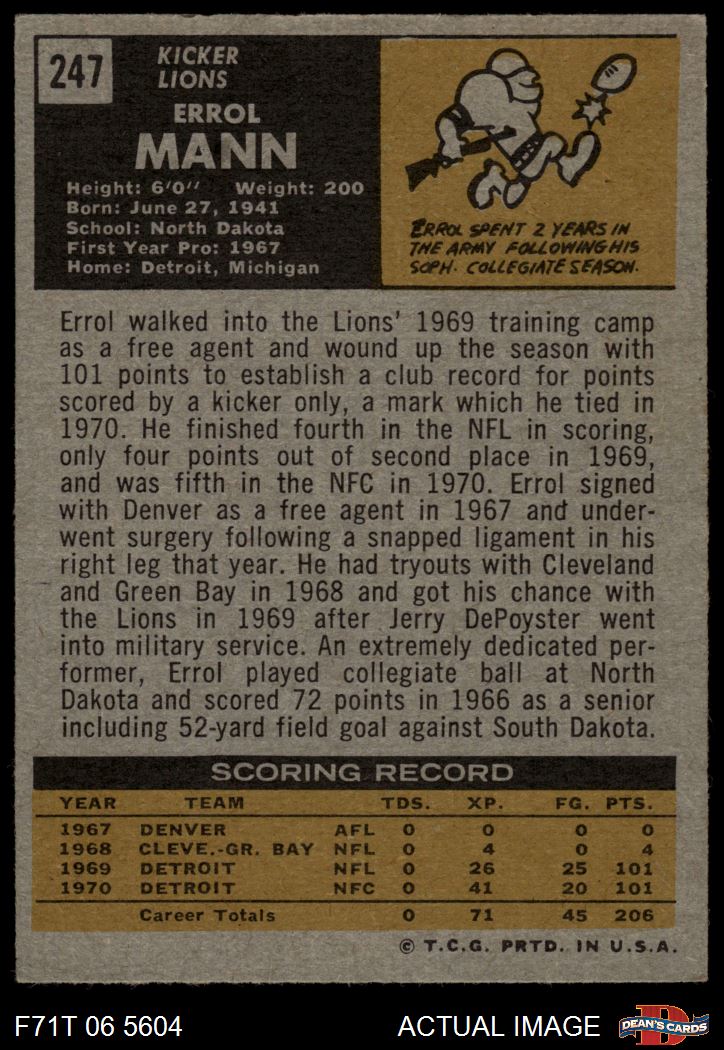 247
KICKER
LIONS
ERROL
MANN
Height: 6'0" Weight: 200
Born: June 27, 1941
School: North Dakota
First Year Pro: 1967
Home: Detroit, Michigan
ERROL SPENT 2 YEARS IN
THE ARMY FOLLOWING HIS
SOPH. COLLEGIATE SEASON.
Errol walked into the Lions' 1969 training camp
as a free agent and wound up the season with
101 points to establish a club record for points
scored by a kicker only, a mark which he tied in
1970. He finished fourth in the NFL in scoring,
only four points out of second place in 1969,
and was fifth in the NFC in 1970. Errol signed
with Denver as a free agent in 1967 and under-
went surgery following a snapped ligament in his
right leg that year. He had tryouts with Cleveland
and Green Bay in 1968 and got his chance with
the Lions in 1969 after Jerry DePoyster went
into military service. An extremely dedicated per-
former, Errol played collegiate ball at North
Dakota and scored 72 points in 1966 as a senior
including 52-yard field goal against South Dakota.
SCORING RECORD
YEAR TEAM TDS. XP. FG. PTS.
1967 DENVER AFL 0 0 0 0
1968 CLEVE.-GR. BAY NFL 0 4 0 4
1969 DETROIT NFL 0 26 25 101
1970 DETROIT NFC 0 41 20 101
Career Totals 0 71 45 206
© T.C.G. PRTD. IN U.S.A.
F71T 06 5604 ACTUAL IMAGE D DEAN'S CARDS